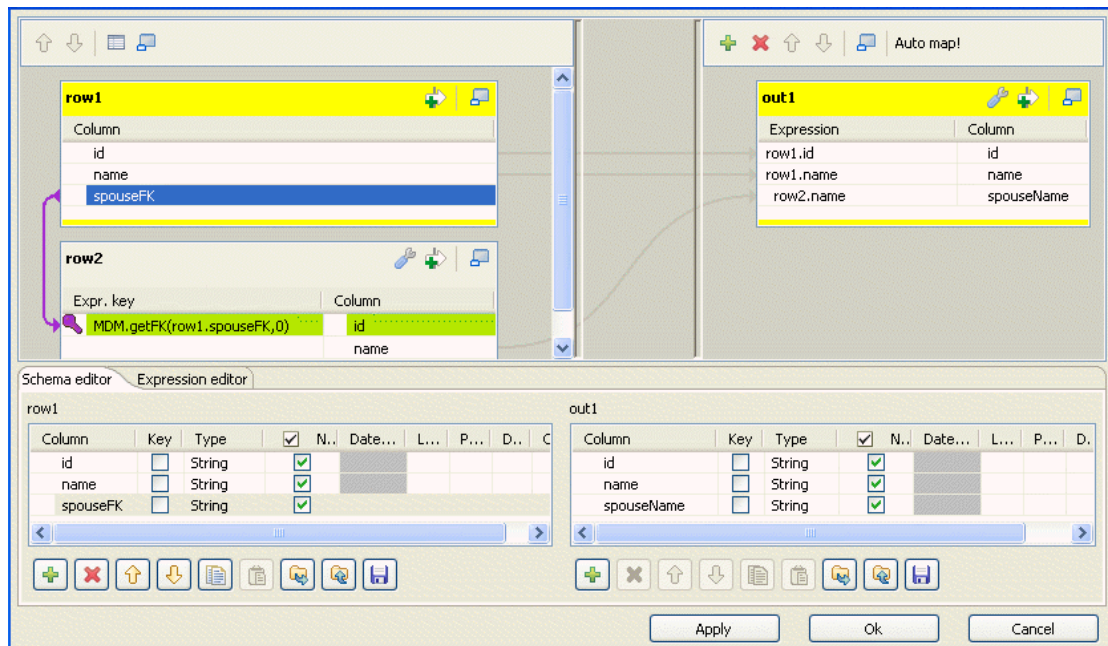 Auto map!
row1
Column
id
name
spouseFK
row2
Expr. key Column
MDM.getFK(row1.spouseFK,0) id
name
out1
Expression Column
row1.id id
row1.name name
row2.name spouseName
Schema editor Expression editor
row1
Column Key Type N.. Date... L... P... D.. C
id String
name String
spouseFK String
out1
Column Key Type N.. Date... L... P... D.
id String
name String
spouseName String
Apply Ok Cancel